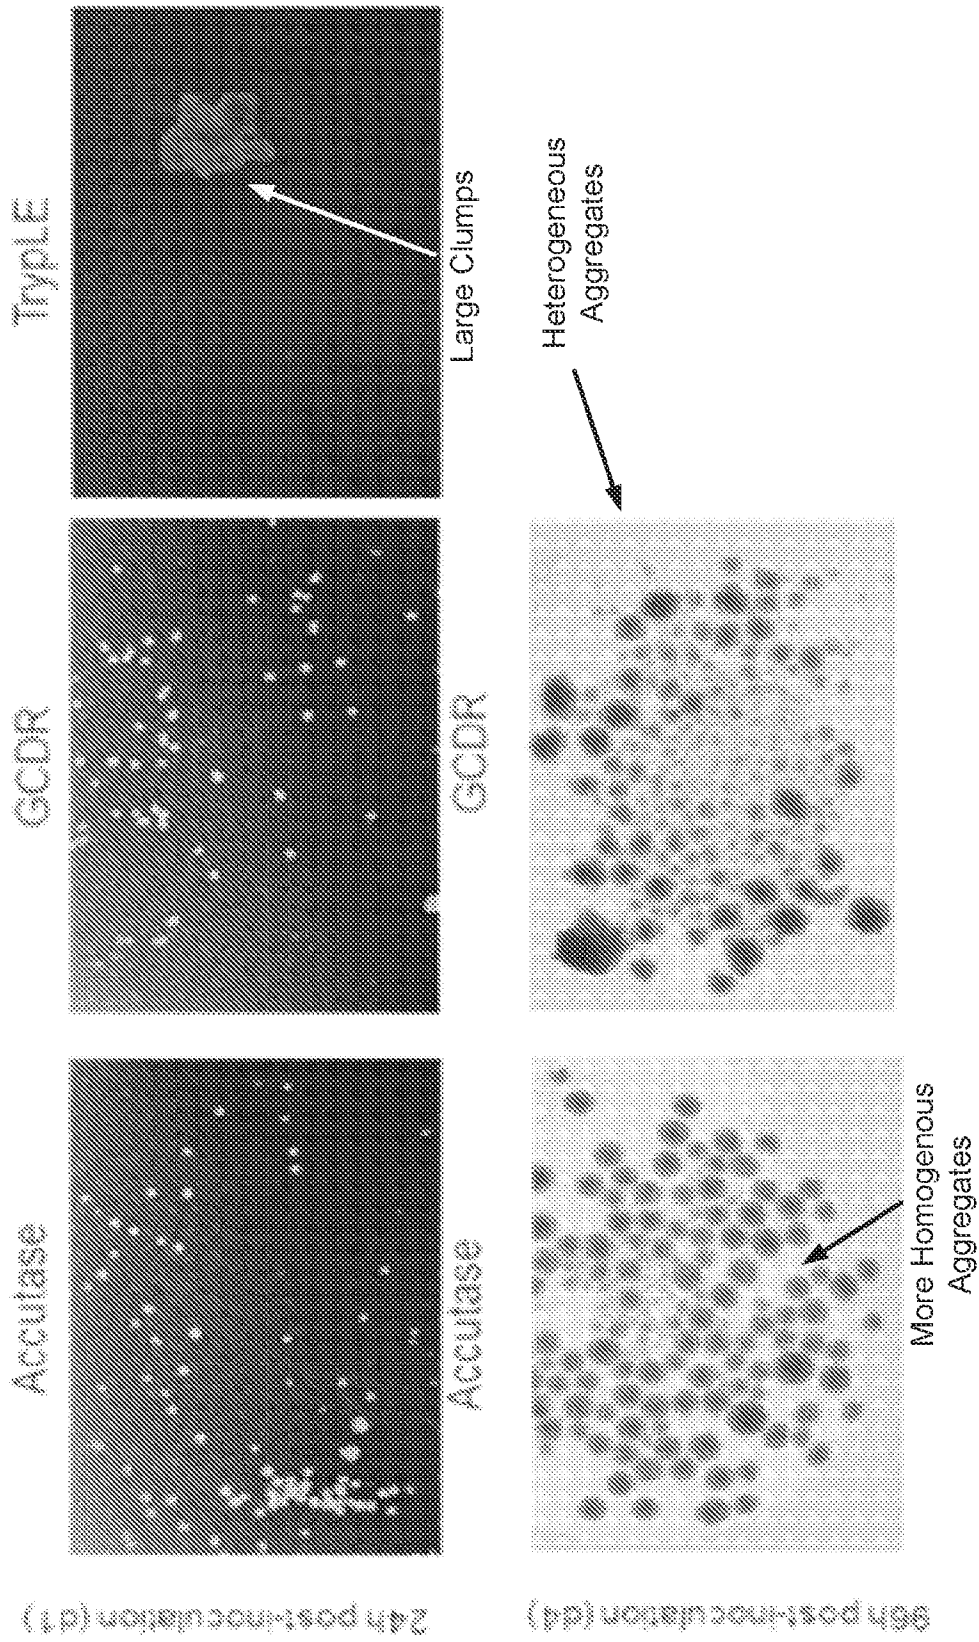 Accutase
GCDR
TrypLE
24h post-inoculation (d1)
Large Clumps
Accutase
GCDR
96h post-inoculation (d4)
Heterogeneous
Aggregates
More Homogenous
Aggregates